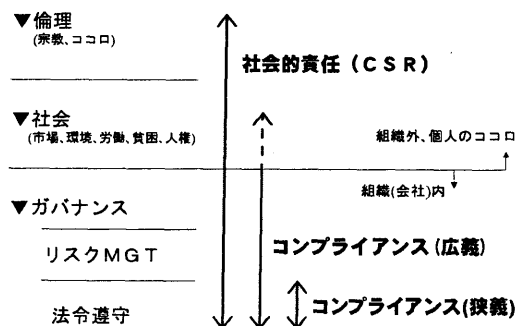 ▼倫理
(宗教、ココロ)
社会的責任（ＣＳＲ）
▼社会
(市場、環境、労働、貧困、人権)
組織外、個人のココロ
組織(会社)内
▼ガバナンス
コンプライアンス(広義)
リスクＭＧＴ
コンプライアンス(狭義)
法令遵守